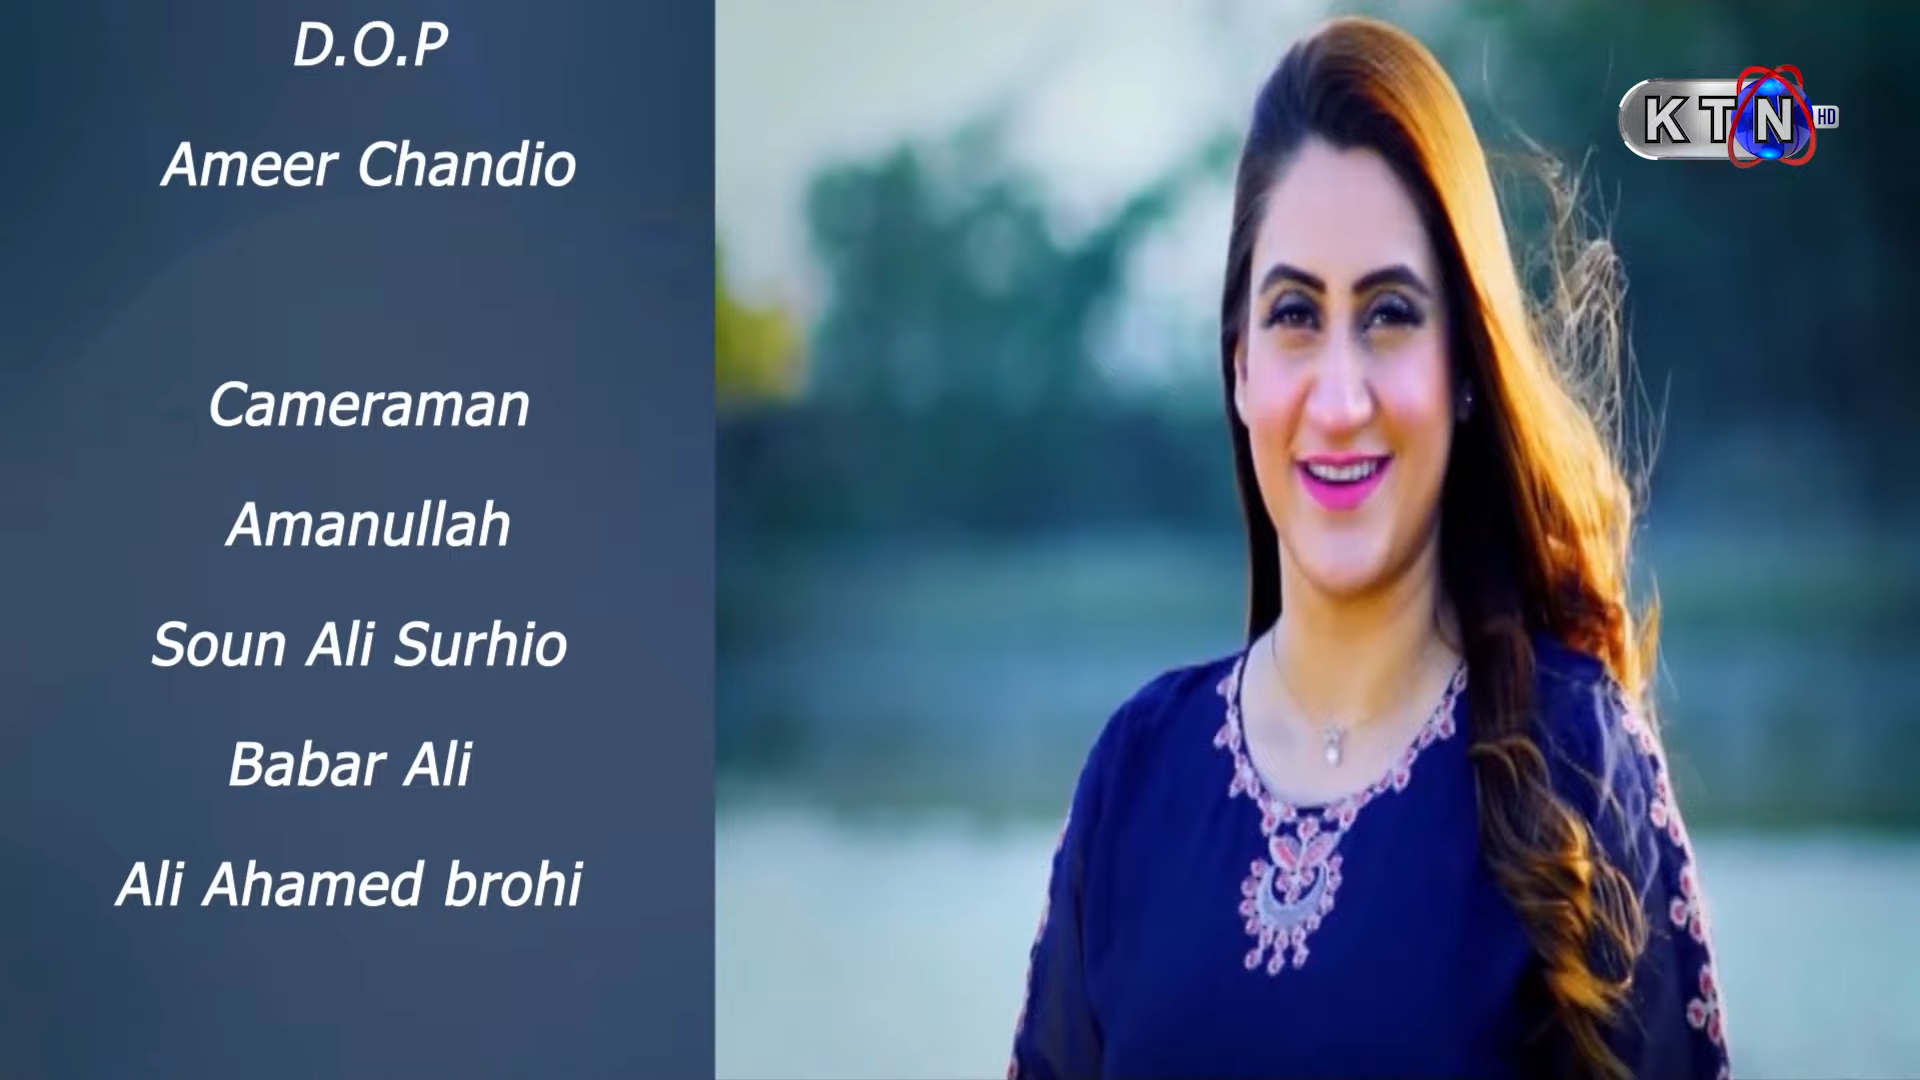 D.O.P
Ameer Chandio
Cameraman
Amanullah
Soun Ali Surhio
Babar Ali
Ali Ahamed brohi
KTN HD